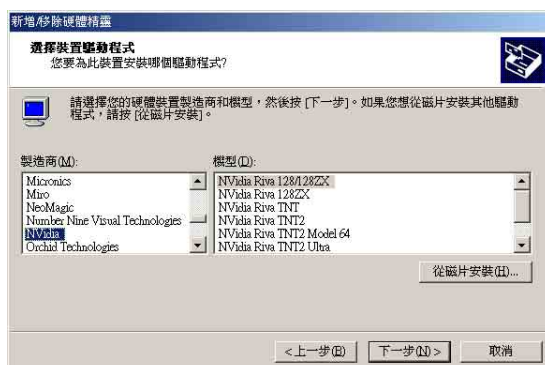 新增/移除硬體精靈
選擇裝置驅動程式
您要為此裝置安裝哪個驅動程式?
請選擇您的硬體裝置製造商和模型，然後按 [下一步]。如果您想從磁片安裝其他驅動
程式，請按 [從磁片安裝]。
製造商(M):
Micronics
Miro
NeoMagic
Number Nine Visual Technologies
NVidia
Orchid Technologies
模型(D):
NVidia Riva 128/128ZX
NVidia Riva 128ZX
NVidia Riva TNT
NVidia Riva TNT2
NVidia Riva TNT2 Model 64
NVidia Riva TNT2 Ultra
從磁片安裝(H)...
<上一步(B)
下一步(N)>
取消